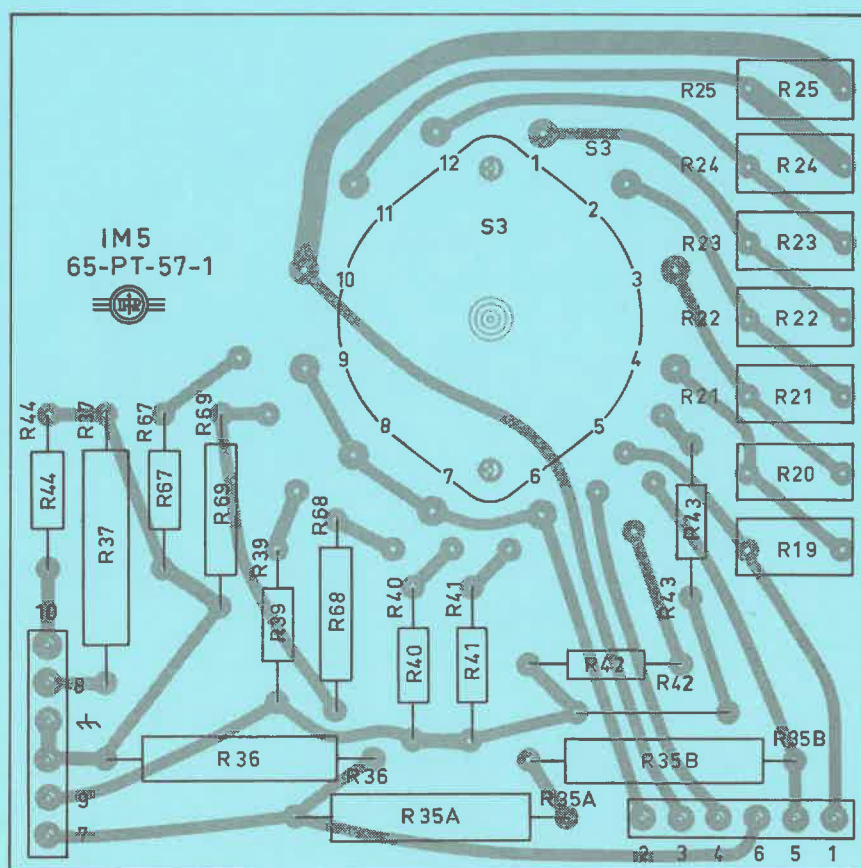 R25
R25
12
1
S3
R24
R24
11
2
S3
IM5
65-PT-57-1
R23
R23
10
3
R22
R22
9
4
R44
R37
R67
R69
R21
R21
8
5
7
6
R20
R44
R67
R69
R37
R68
R43
R19
R39
R40
R41
R43
10
R39
R68
R40
R41
R42
R42
8
R36
R36
R35B
R35B
9
R35A
R35A
7
2 3 4 6 5 1